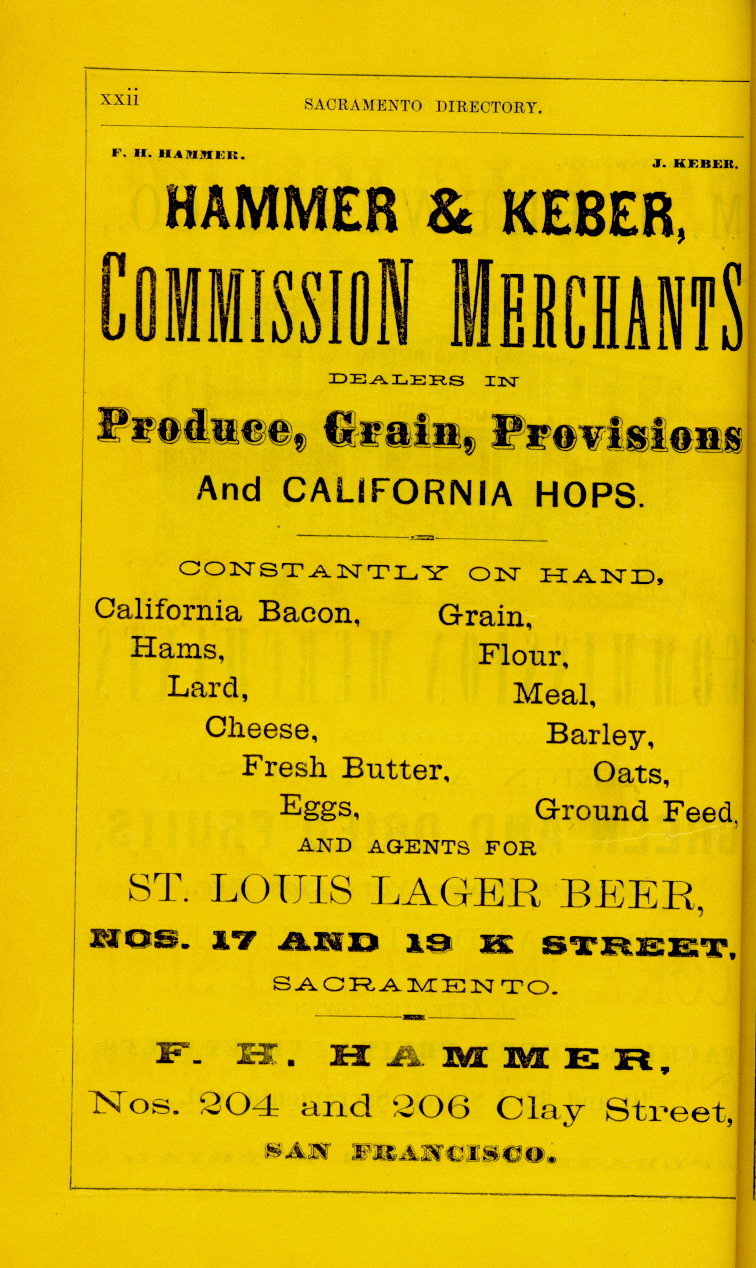 xxii SACRAMENTO DIRECTORY.
F. H. HAMMER. J. KEBER.
HAMMER & KEBER,
COMMISSION MERCHANTS
DEALERS IN
Produce, Grain, Provisions
And CALIFORNIA HOPS.
CONSTANTLY ON HAND,
California Bacon, Grain,
Hams, Flour,
Lard, Meal,
Cheese, Barley,
Fresh Butter, Oats,
Eggs, Ground Feed,
AND AGENTS FOR
ST. LOUIS LAGER BEER,
NOS. 17 AND 19 K STREET,
SACRAMENTO.
F. H. HAMMER,
Nos. 204 and 206 Clay Street,
SAN FRANCISCO.